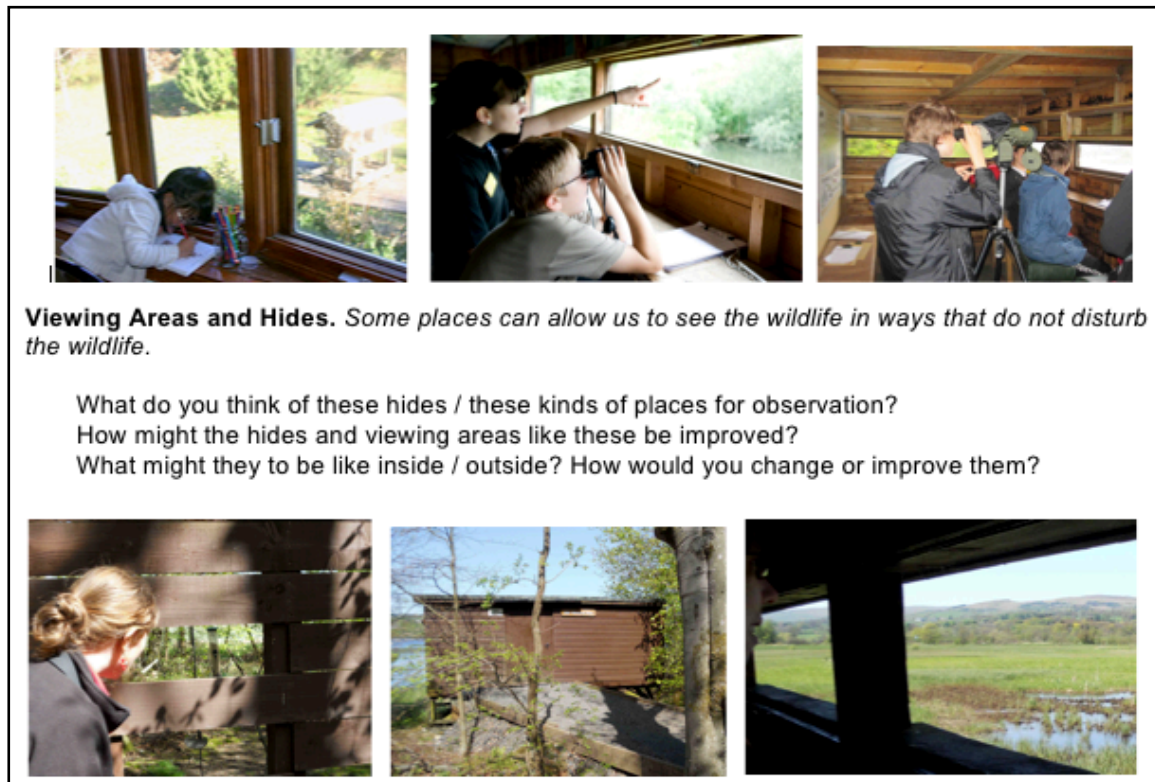 Viewing Areas and Hides. Some places can allow us to see the wildlife in ways that do not disturb
the wildlife.
What do you think of these hides / these kinds of places for observation?
How might the hides and viewing areas like these be improved?
What might they to be like inside / outside? How would you change or improve them?